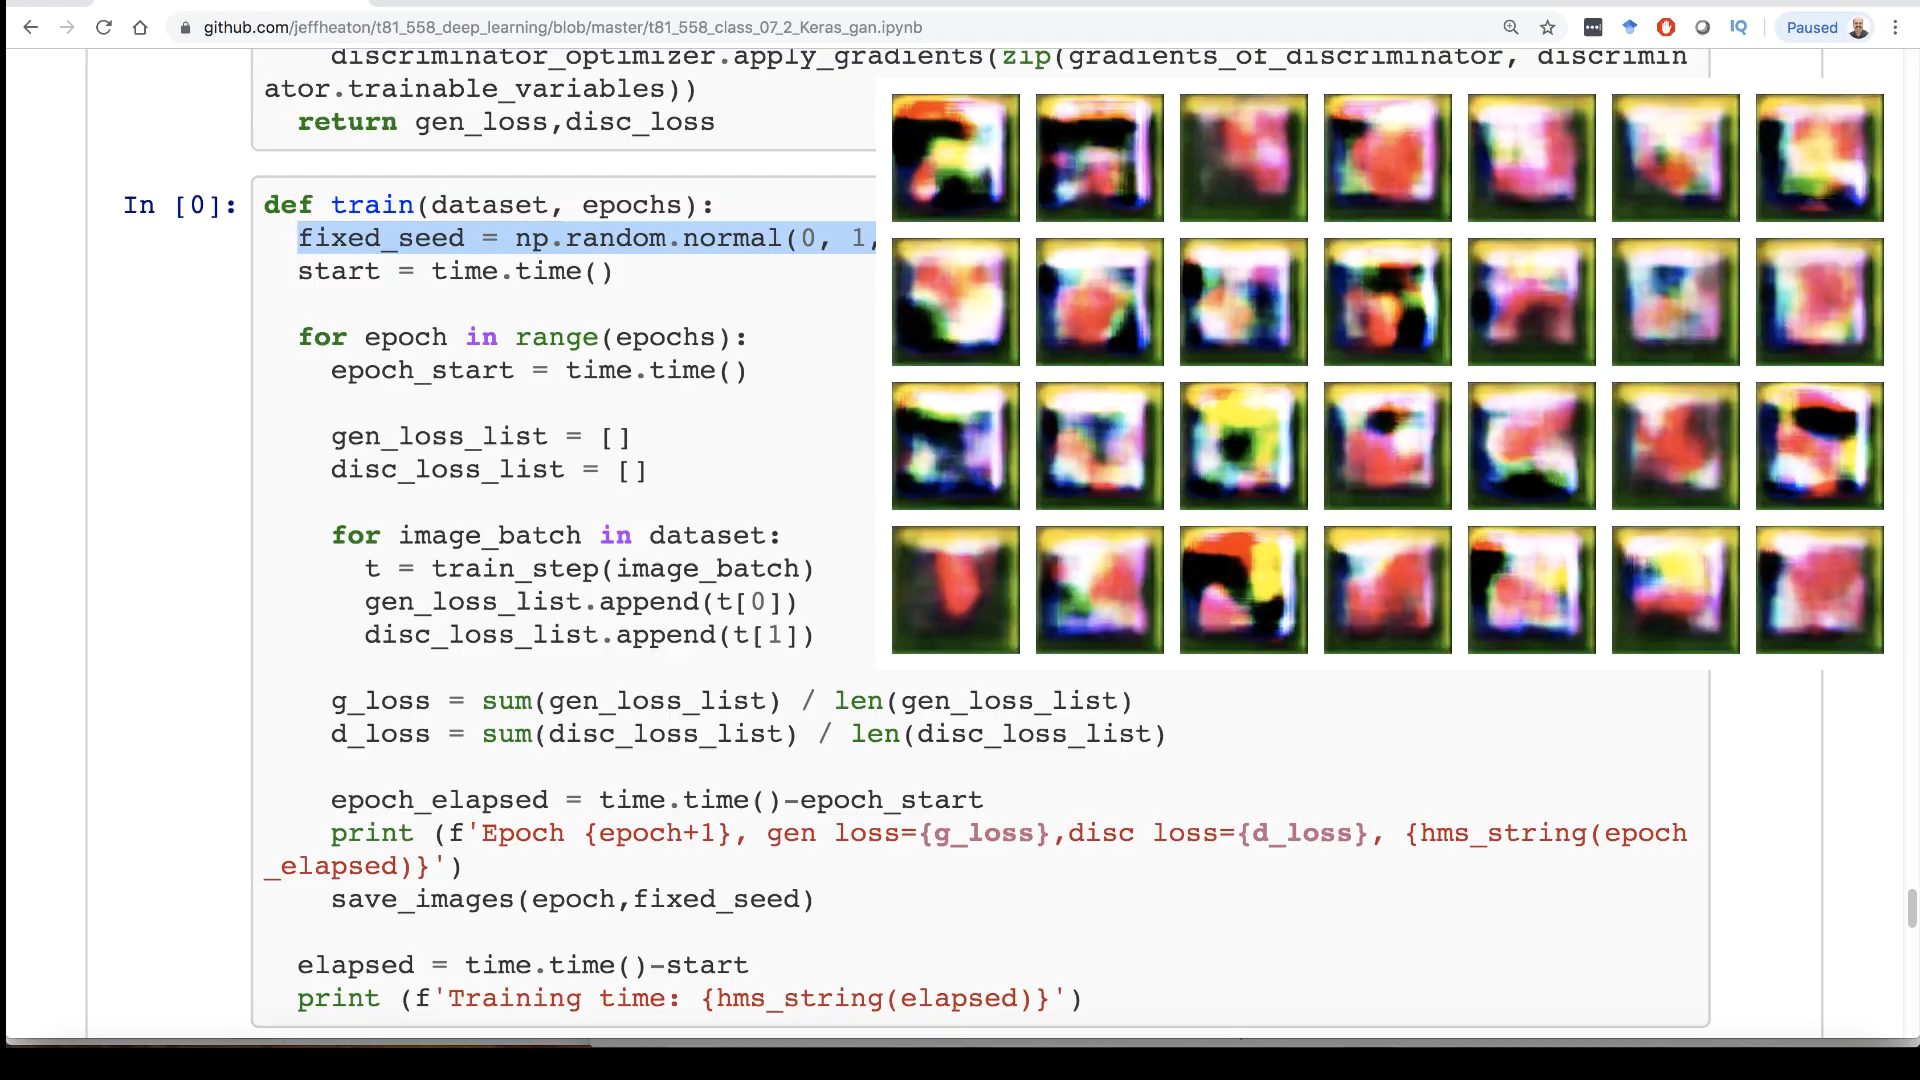 github.com/jeffheaton/t81_558_deep_learning/blob/master/t81_558_class_07_2_Keras_gan.ipynb
IQ
Paused
discriminator_optimizer.apply_gradients(zip(gradients_of_discriminator, discrimin
ator.trainable_variables))
return gen_loss,disc_loss
In [0]:
def train(dataset, epochs):
fixed_seed = np.random.normal(0, 1,
start = time.time()
for epoch in range(epochs):
epoch_start = time.time()
gen_loss_list = []
disc_loss_list = []
for image_batch in dataset:
t = train_step(image_batch)
gen_loss_list.append(t[0])
disc_loss_list.append(t[1])
g_loss = sum(gen_loss_list) / len(gen_loss_list)
d_loss = sum(disc_loss_list) / len(disc_loss_list)
epoch_elapsed = time.time()-epoch_start
print (f'Epoch {epoch+1}, gen loss={g_loss},disc loss={d_loss}, {hms_string(epoch
_elapsed)}')
save_images(epoch,fixed_seed)
elapsed = time.time()-start
print (f'Training time: {hms_string(elapsed)}')